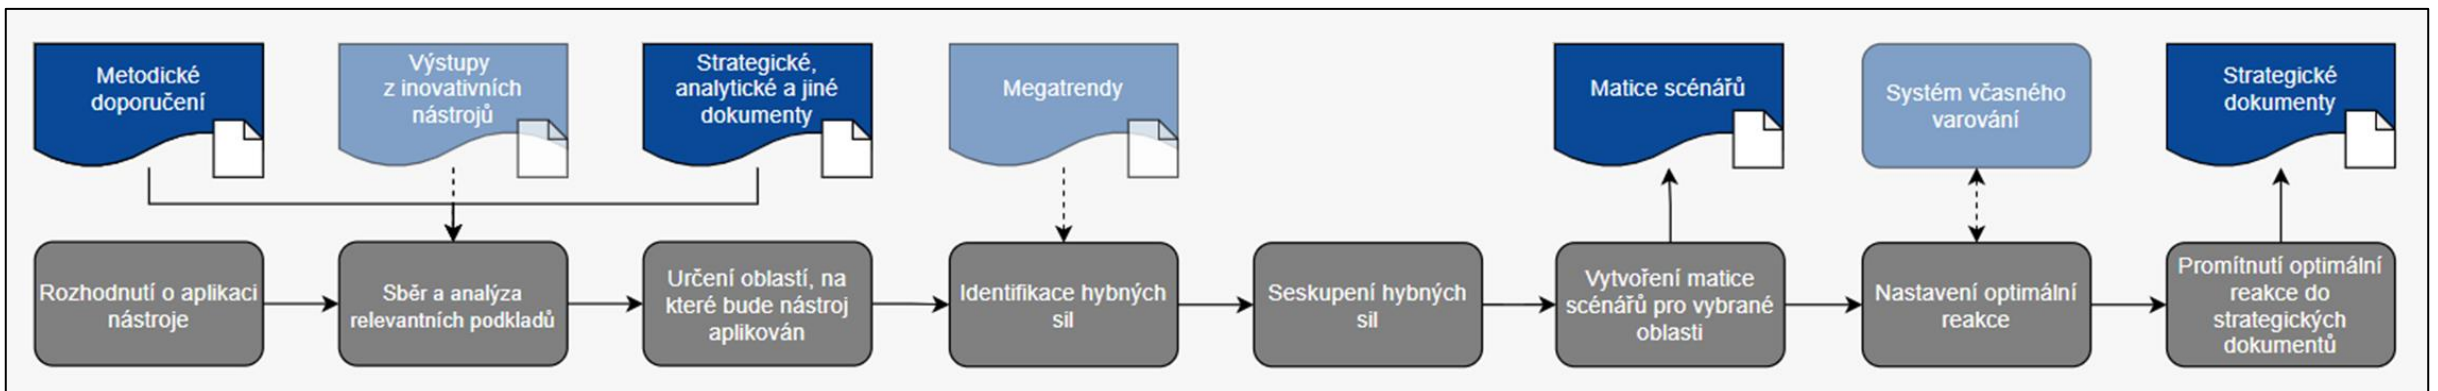 Metodické
doporučení
Výstupy
z inovativních
nástrojů
Strategické,
analytické a jiné
dokumenty
Megatrendy
Matice scénářů
Systém včasného
varování
Strategické
dokumenty
Rozhodnutí o aplikaci
nástroje
Sběr a analýza
relevantních podkladů
Určení oblastí, na
které bude nástroj
aplikován
Identifikace hybných
sil
Seskupení hybných
sil
Vytvoření matice
scénářů pro vybrané
oblasti
Nastavení optimální
reakce
Promítnutí optimální
reakce do
strategických
dokumentů